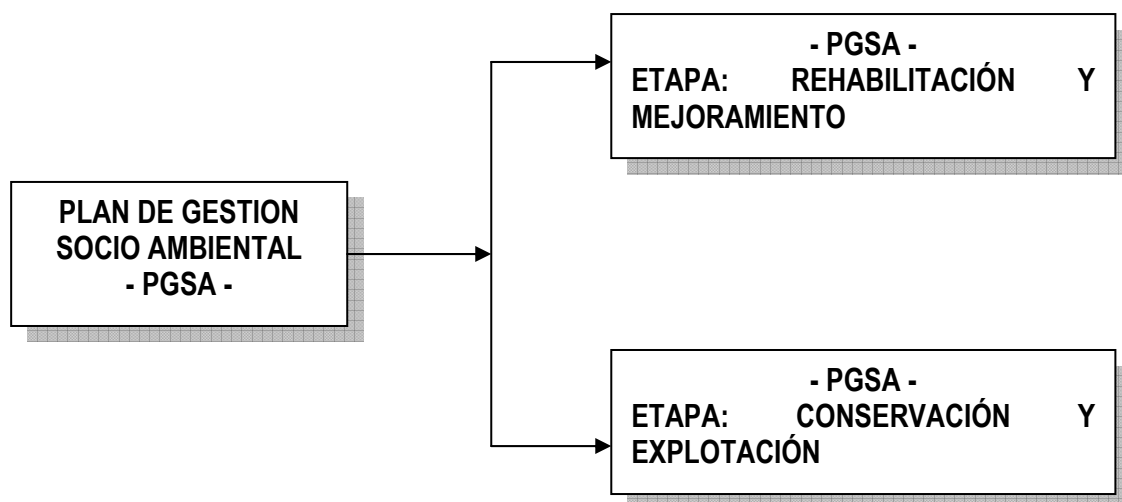 - PGSA -
ETAPA: REHABILITACIÓN Y
MEJORAMIENTO
PLAN DE GESTION
SOCIO AMBIENTAL
- PGSA -
- PGSA -
ETAPA: CONSERVACIÓN Y
EXPLOTACIÓN